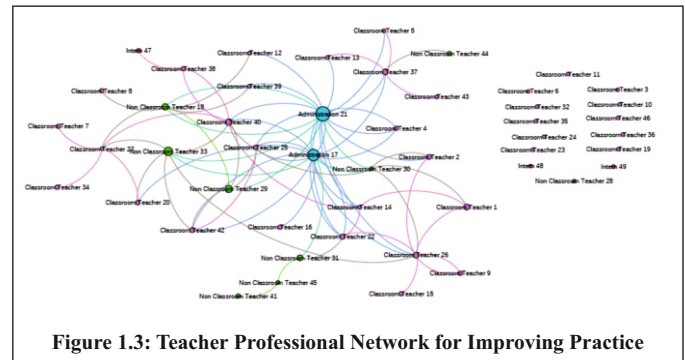 Classroom Teacher 5
Intern 47
Classroom Teacher 12
Classroom Teacher 13
Non Classroom Teacher 44
Classroom Teacher 38
Classroom Teacher 37
Classroom Teacher 11
Classroom Teacher 8
Classroom Teacher 39
Classroom Teacher 6
Classroom Teacher 3
Classroom Teacher 43
Non Classroom Teacher 18
Classroom Teacher 32
Classroom Teacher 10
Administration 21
Classroom Teacher 40
Classroom Teacher 35
Classroom Teacher 46
Classroom Teacher 7
Classroom Teacher 4
Classroom Teacher 24
Classroom Teacher 36
Classroom Teacher 25
Non Classroom Teacher 33
Classroom Teacher 23
Classroom Teacher 19
Administration 17
Classroom Teacher 2
Non Classroom Teacher 30
Intern 48
Intern 49
Non Classroom Teacher 28
Classroom Teacher 34
Non Classroom Teacher 29
Classroom Teacher 20
Classroom Teacher 14
Classroom Teacher 1
Classroom Teacher 42
Classroom Teacher 16
Classroom Teacher 22
Classroom Teacher 26
Non Classroom Teacher 31
Classroom Teacher 9
Non Classroom Teacher 45
Non Classroom Teacher 41
Classroom Teacher 15
Figure 1.3: Teacher Professional Network for Improving Practice